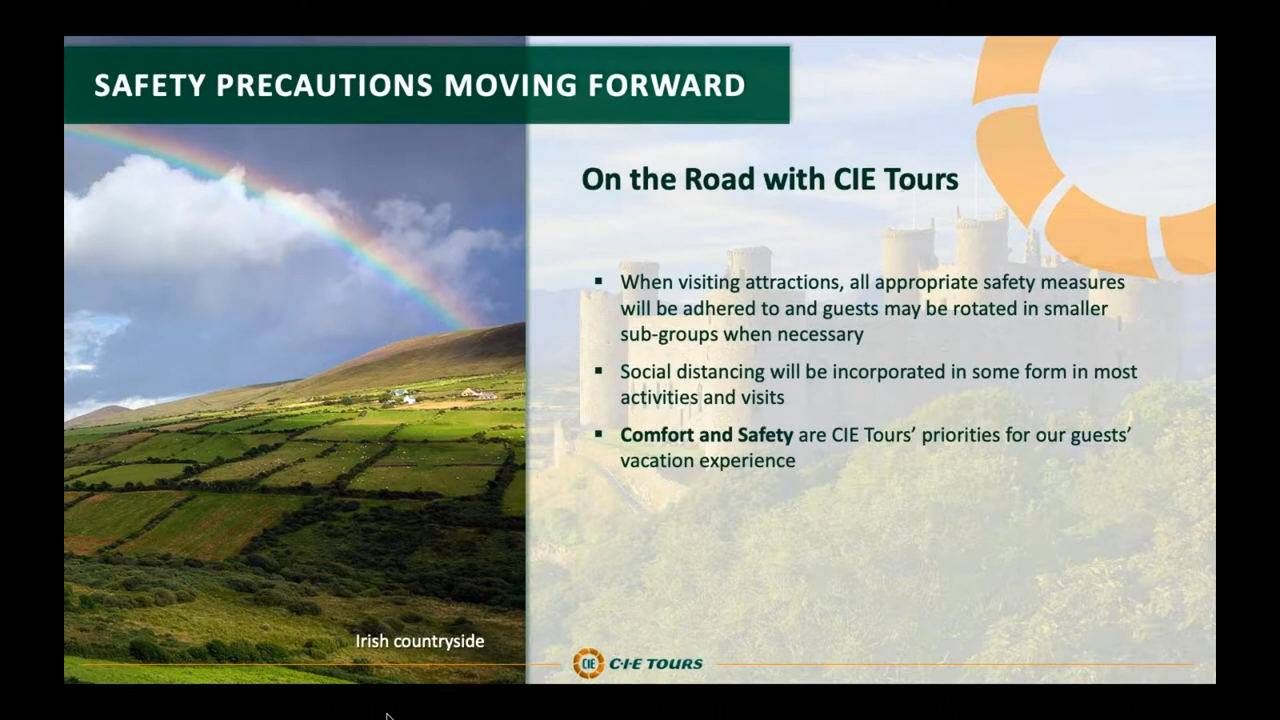 SAFETY PRECAUTIONS MOVING FORWARD
On the Road with CIE Tours
▪ When visiting attractions, all appropriate safety measures
will be adhered to and guests may be rotated in smaller
sub-groups when necessary
▪ Social distancing will be incorporated in some form in most
activities and visits
▪ Comfort and Safety are CIE Tours’ priorities for our guests’
vacation experience
Irish countryside
CIE C·I·E TOURS